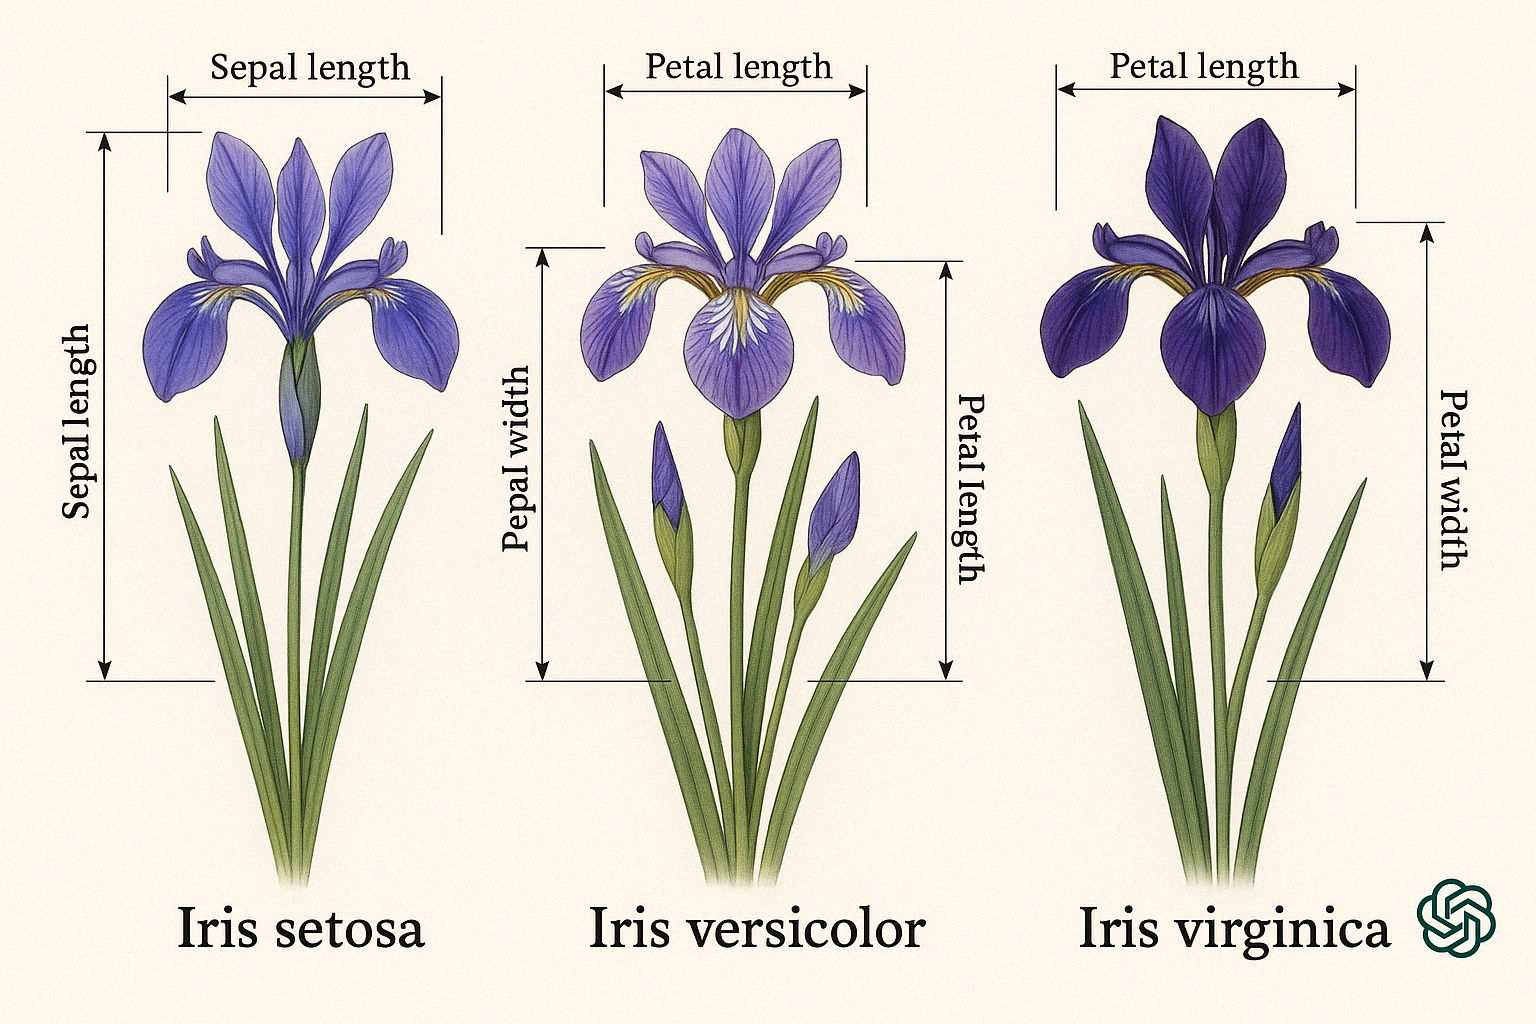 Sepal length
Petal length
Petal length
Sepal length
Pepal width
Petal length
Petal width
Iris setosa
Iris versicolor
Iris virginica